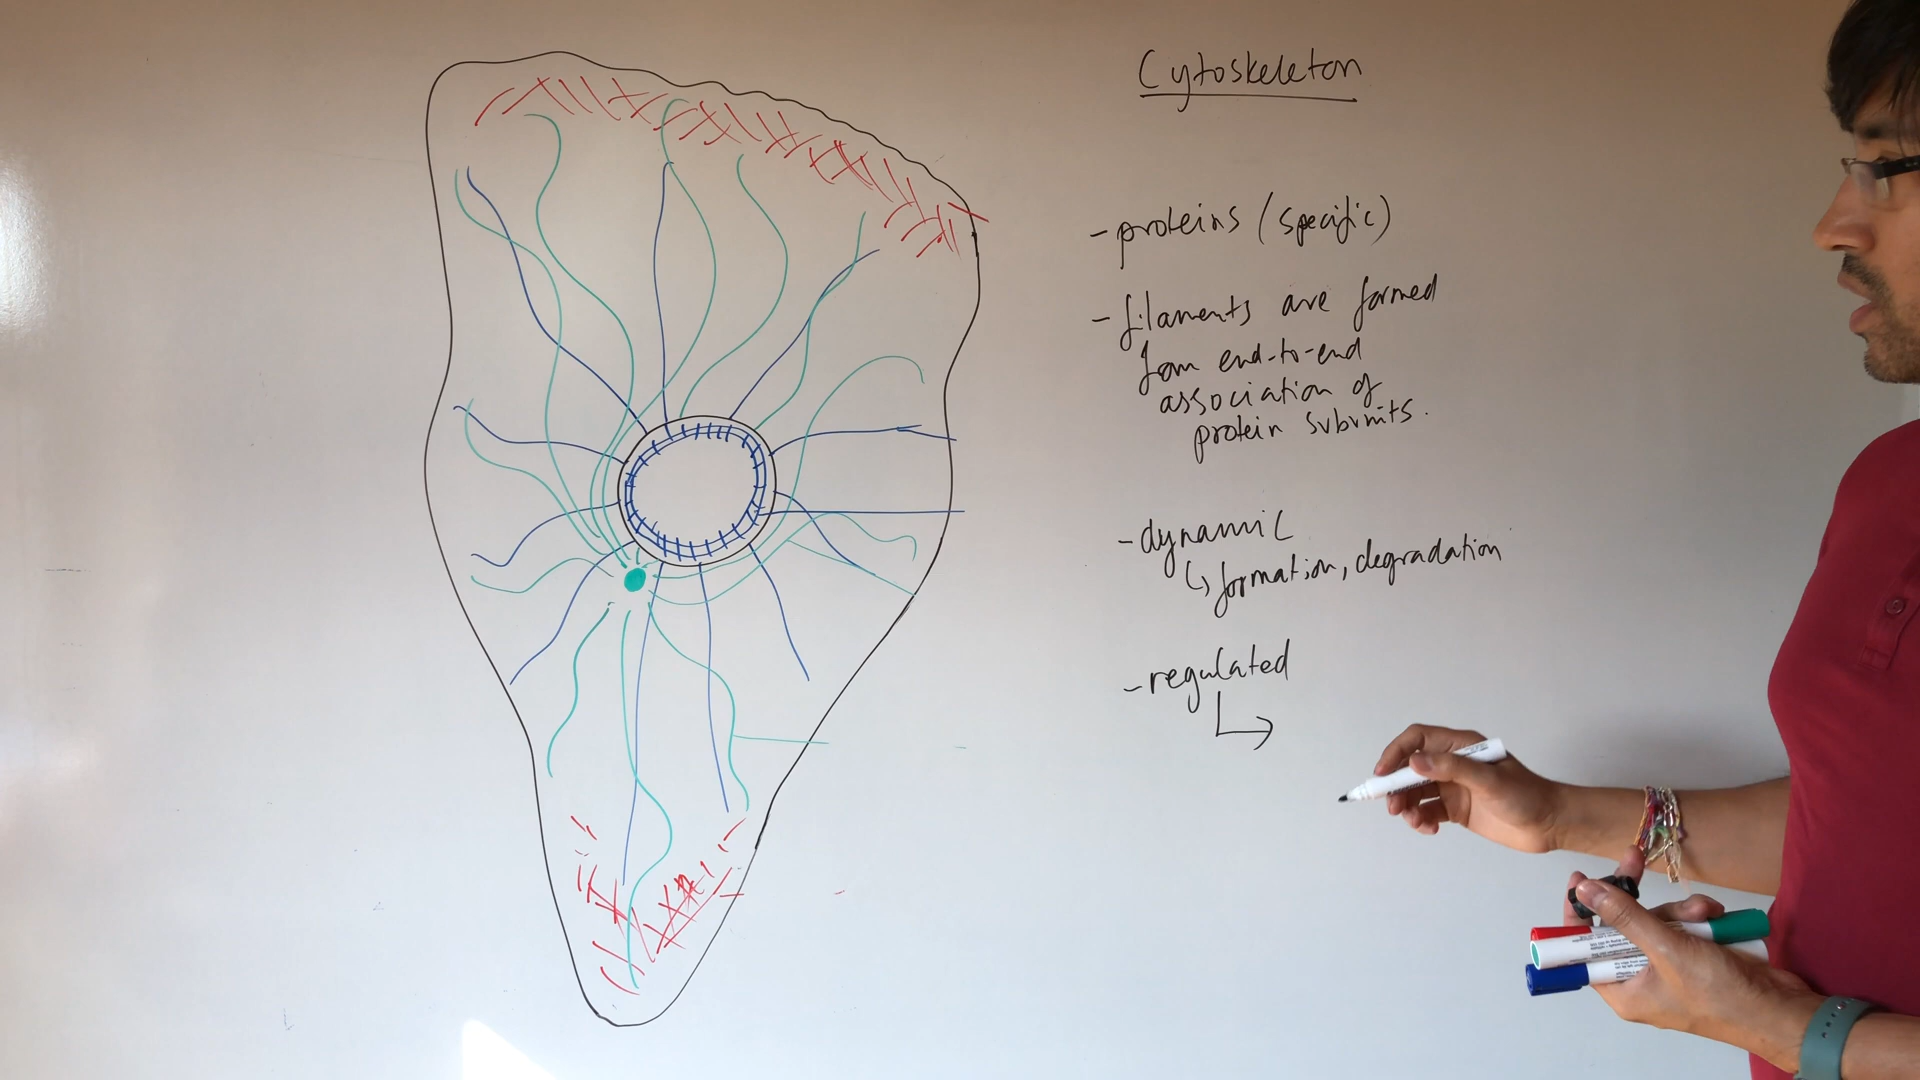 Cytoskeleton
- proteins (specific)
- filaments are formed
from end-to-end
association of
protein subunits.
- dynamic
↳ formation, degradation
- regulated
↳